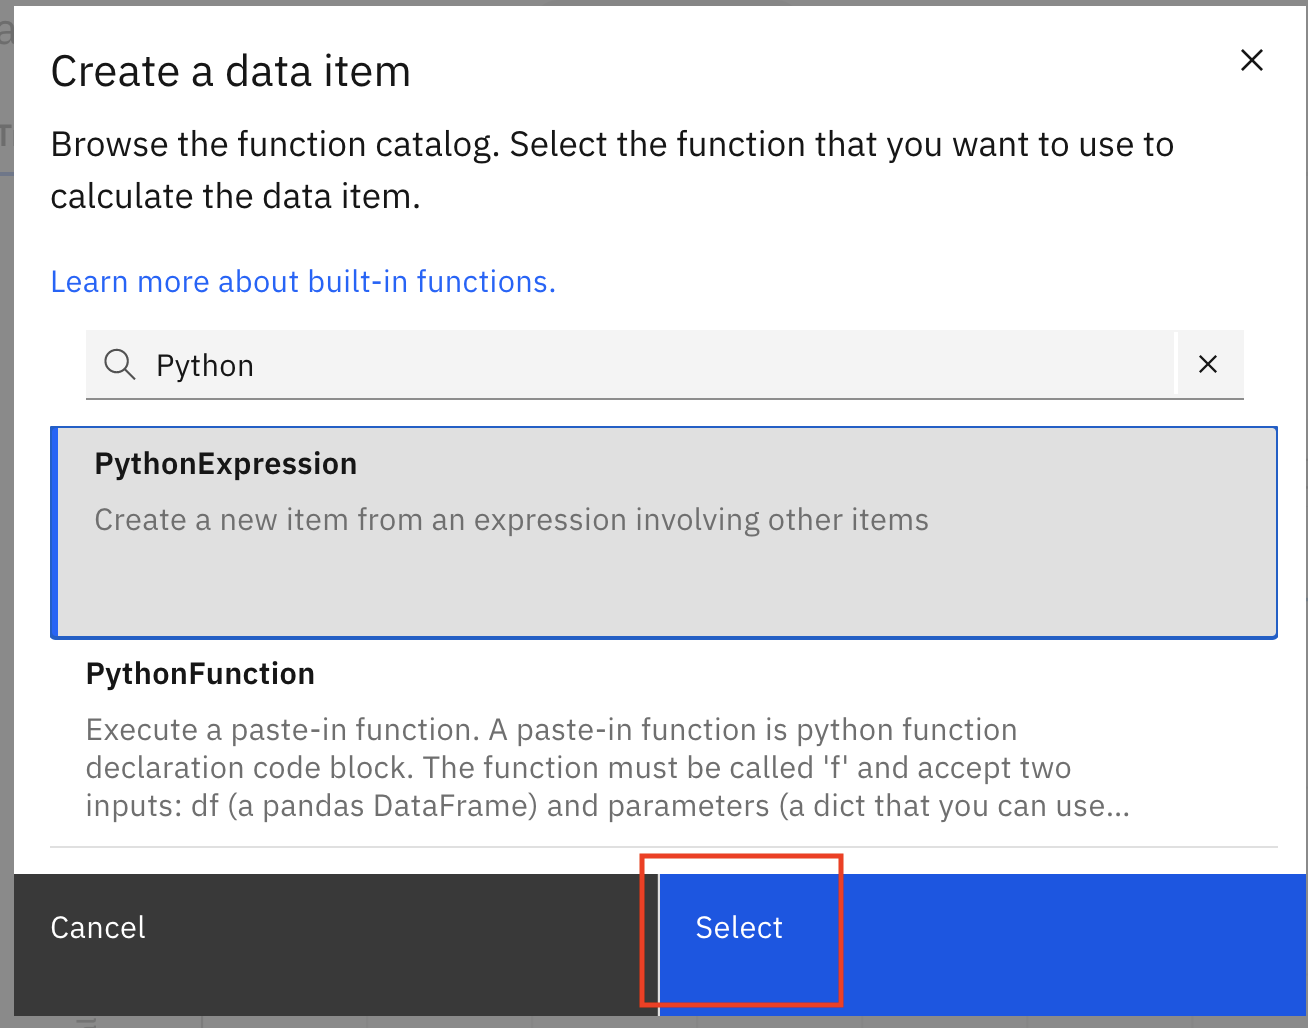 Create a data item
Browse the function catalog. Select the function that you want to use to
calculate the data item.
Learn more about built-in functions.
Python
PythonExpression
Create a new item from an expression involving other items
PythonFunction
Execute a paste-in function. A paste-in function is python function
declaration code block. The function must be called 'f' and accept two
inputs: df (a pandas DataFrame) and parameters (a dict that you can use...
Cancel
Select